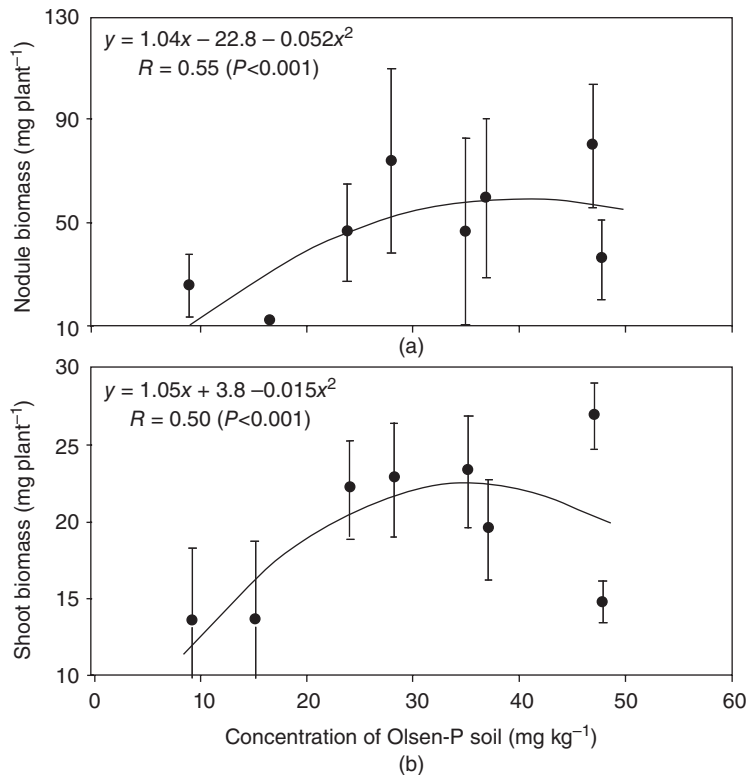 130
y = 1.04x – 22.8 – 0.052x²
R = 0.55 (P<0.001)
90
50
10
Nodule biomass (mg plant⁻¹)
(a)
30
y = 1.05x + 3.8 –0.015x²
R = 0.50 (P<0.001)
25
20
15
10
Shoot biomass (mg plant⁻¹)
0 10 20 30 40 50 60
Concentration of Olsen-P soil (mg kg⁻¹)
(b)